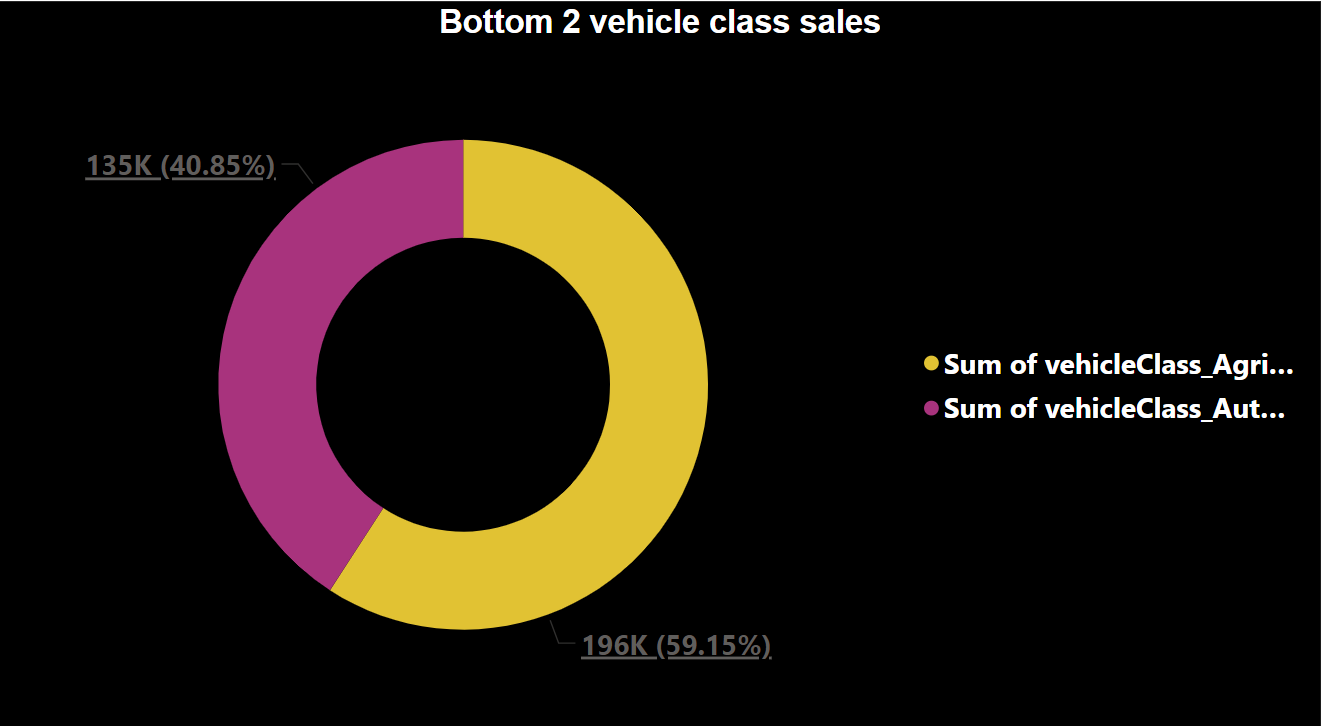 Bottom 2 vehicle class sales
135K (40.85%)
Sum of vehicleClass_Agri...
Sum of vehicleClass_Aut...
196K (59.15%)